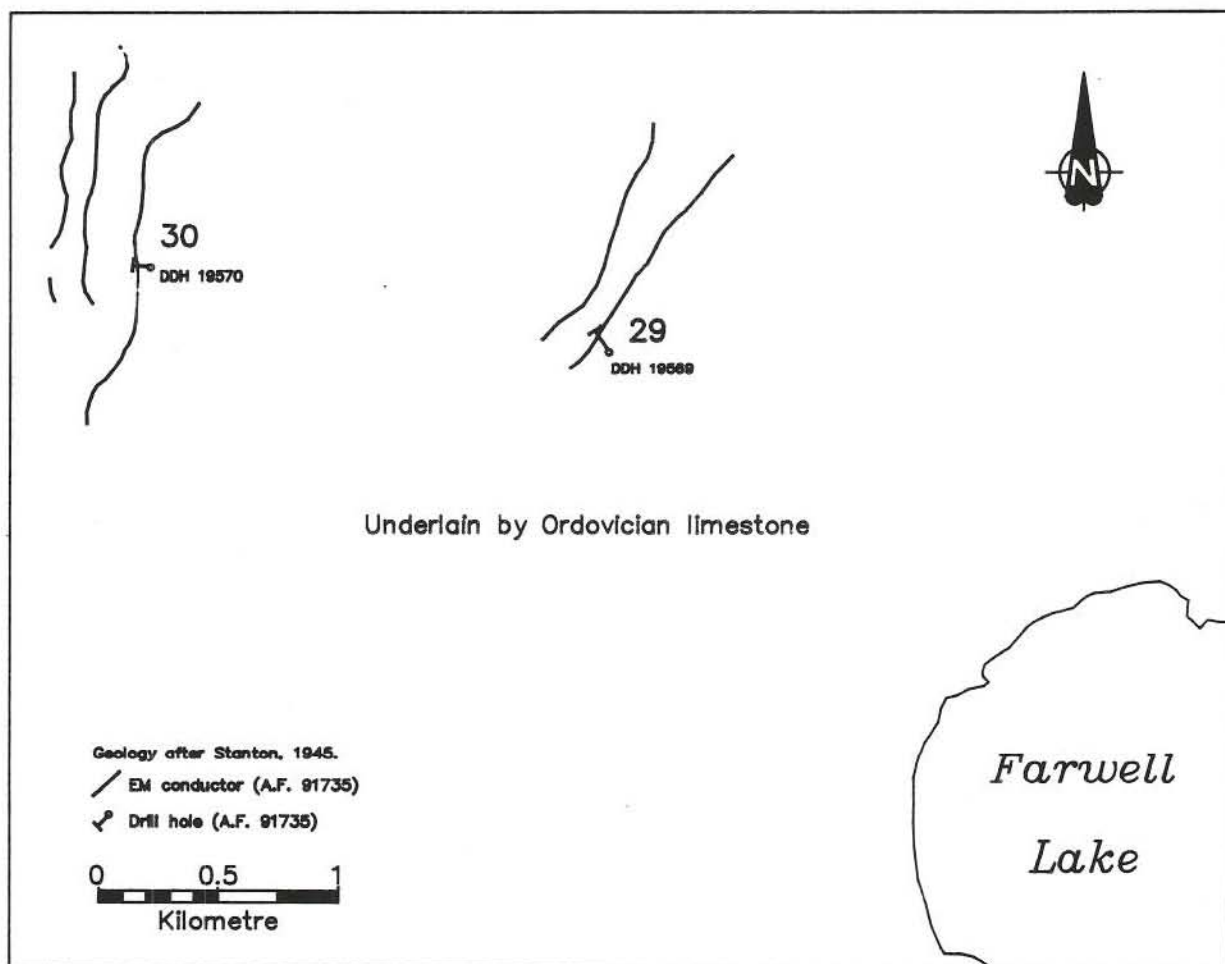 N
30
DDH 19570
29
DDH 19569
Underlain by Ordovician limestone
Farwell
Lake
Geology after Stanton, 1945.
EM conductor (A.F. 91735)
Drill hole (A.F. 91735)
0 0.5 1
Kilometre